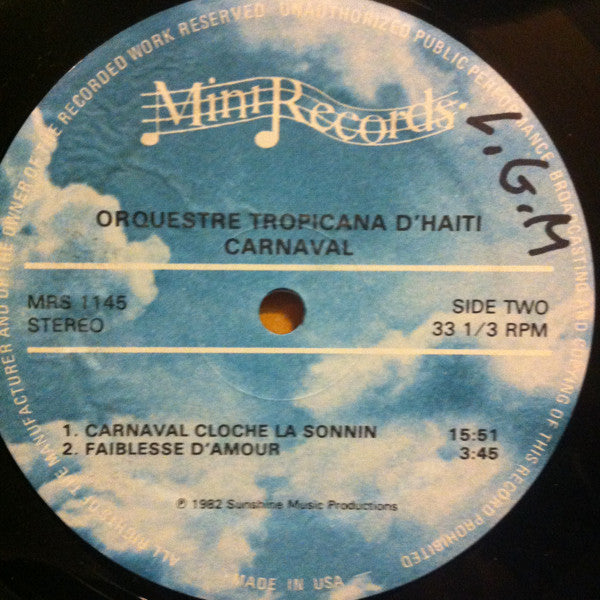 ALL RIGHTS OF THE MANUFACTURER AND OF THE OWNER OF THE RECORDED WORK RESERVED UNAUTHORIZED PUBLIC PERFORMANCE BROADCASTING AND COPYING OF THIS RECORD PROHIBITED
Mini Records
L.G.M
ORQUESTRE TROPICANA D'HAITI
CARNAVAL
MRS 1145 SIDE TWO
STEREO 33 1/3 RPM
1. CARNAVAL CLOCHE LA SONNIN 15:51
2. FAIBLESSE D'AMOUR 3:45
℗ 1982 Sunshine Music Productions
MADE IN USA